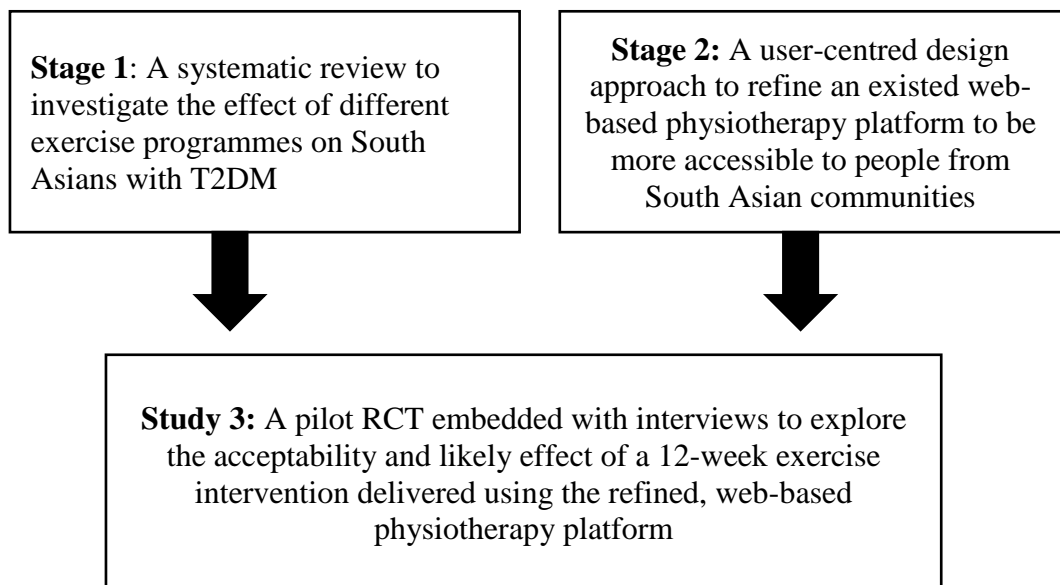 Stage 1: A systematic review to
investigate the effect of different
exercise programmes on South
Asians with T2DM
Stage 2: A user-centred design
approach to refine an existed web-
based physiotherapy platform to be
more accessible to people from
South Asian communities
Study 3: A pilot RCT embedded with interviews to explore
the acceptability and likely effect of a 12-week exercise
intervention delivered using the refined, web-based
physiotherapy platform